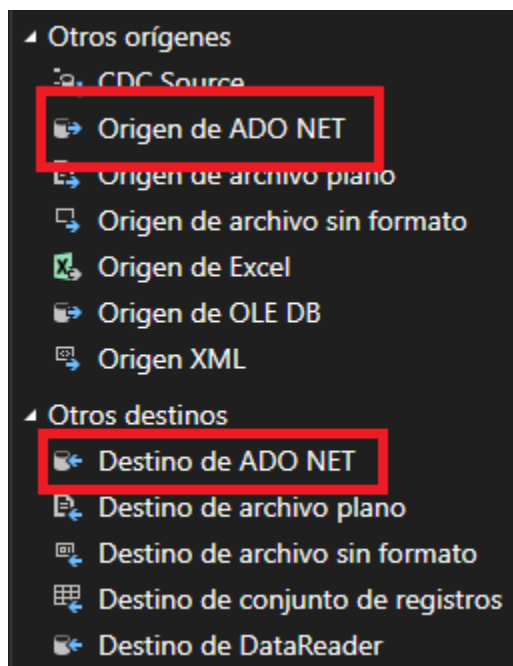 Otros orígenes
CDC Source
Origen de ADO NET
Origen de archivo plano
Origen de archivo sin formato
Origen de Excel
Origen de OLE DB
Origen XML
Otros destinos
Destino de ADO NET
Destino de archivo plano
Destino de archivo sin formato
Destino de conjunto de registros
Destino de DataReader